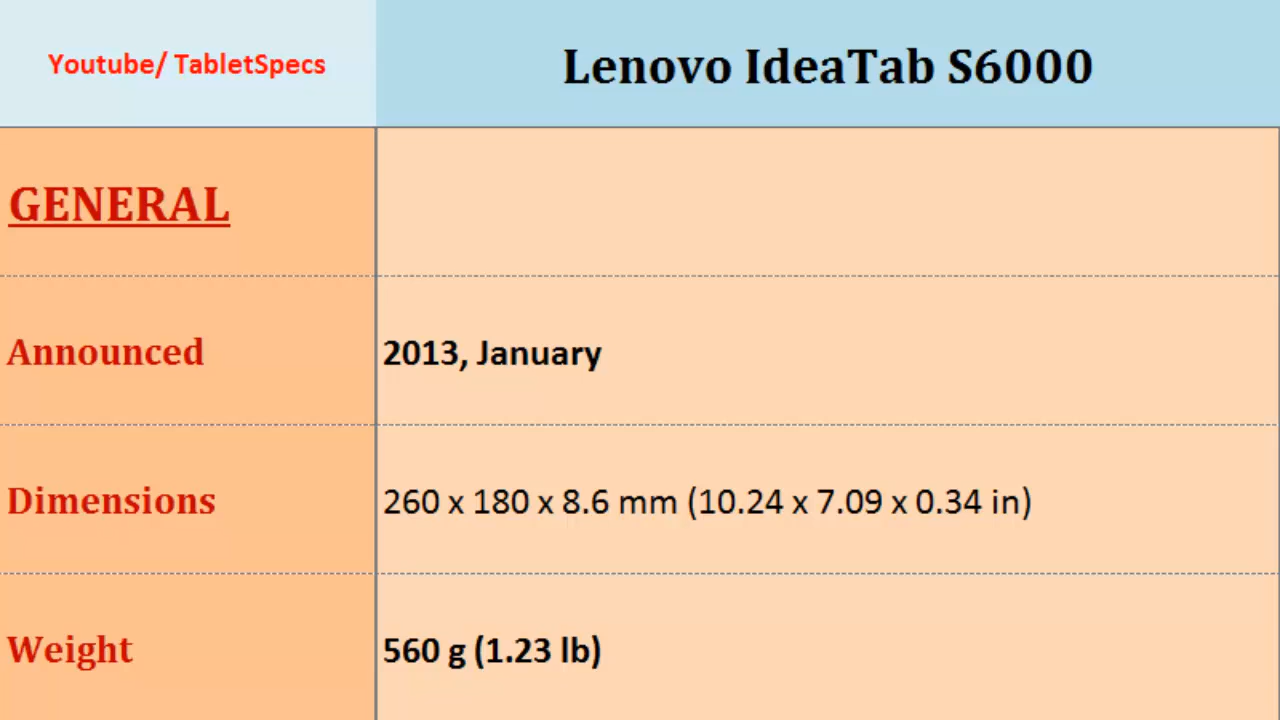 Youtube/ TabletSpecs
Lenovo IdeaTab S6000
GENERAL
Announced
2013, January
Dimensions
260 x 180 x 8.6 mm (10.24 x 7.09 x 0.34 in)
Weight
560 g (1.23 lb)